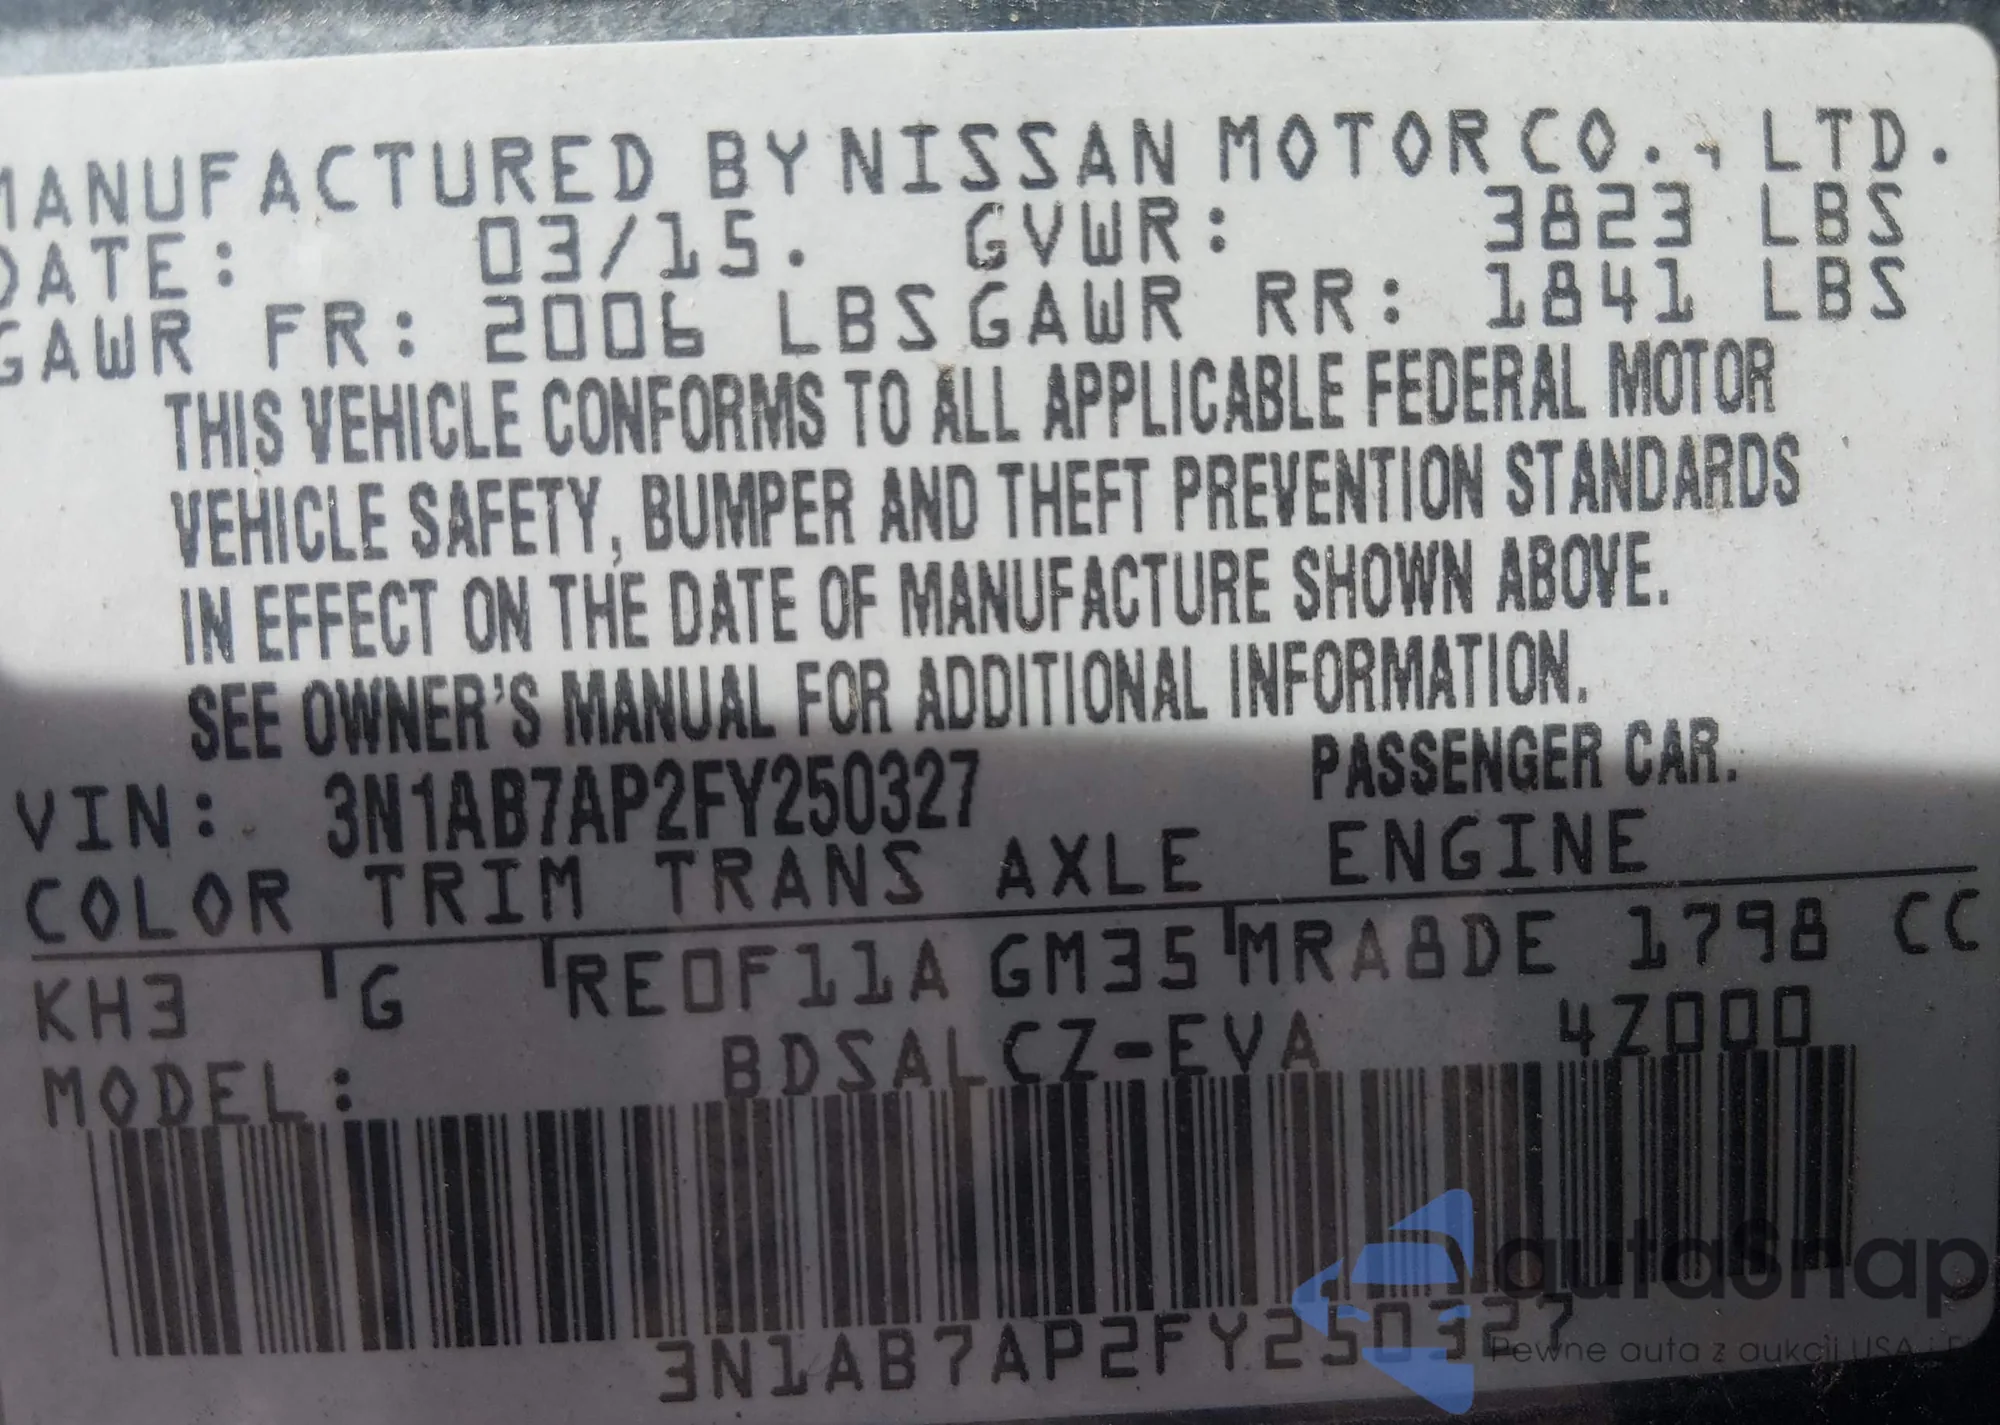 MANUFACTURED BY NISSAN MOTOR CO., LTD.
DATE: 03/15. GVWR: 3823 LBS
GAWR FR: 2006 LBS GAWR RR: 1841 LBS
THIS VEHICLE CONFORMS TO ALL APPLICABLE FEDERAL MOTOR
VEHICLE SAFETY, BUMPER AND THEFT PREVENTION STANDARDS
IN EFFECT ON THE DATE OF MANUFACTURE SHOWN ABOVE.
SEE OWNER'S MANUAL FOR ADDITIONAL INFORMATION.
VIN: 3N1AB7AP2FY250327 PASSENGER CAR.
COLOR TRIM TRANS AXLE ENGINE
KH3 G RE0F11A GM35 MRA8DE 1798 CC
MODEL: BDSALCZ-EVA 4Z000
3N1AB7AP2FY250327
autaSnap
Pewne auta z aukcji USA i